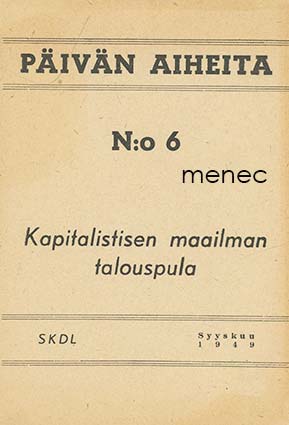 PÄIVÄN AIHEITA
N:o 6
menec
Kapitalistisen maailman
talouspula
SKDL
Syyskuu
1949